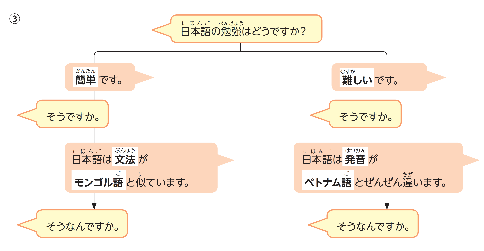 ③
日本語の勉強はどうですか？
簡単です。
そうですか。
日本語は文法が
モンゴル語と似ています。
そうなんですか。
難しいです。
そうですか。
日本語は発音が
ベトナム語とぜんぜん違います。
そうなんですか。